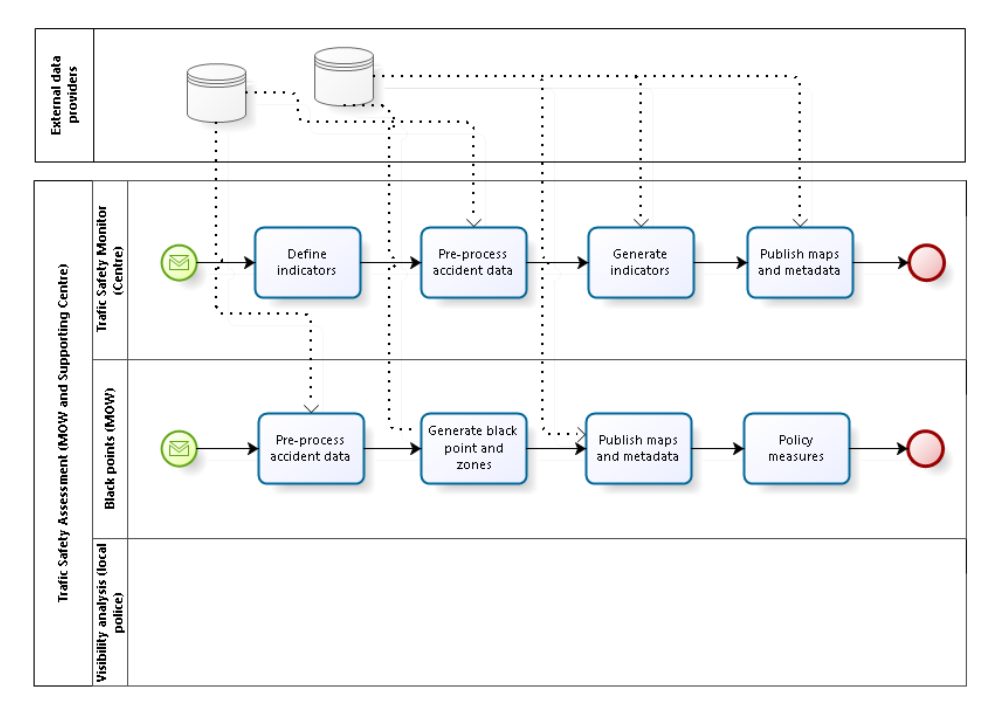 External data
providers
Trafic Safety Assessment (MOW and Supporting Centre)
Trafic Safety Monitor
(Centre)
Define
indicators
Pre-process
accident data
Generate
indicators
Publish maps
and metadata
Black points (MOW)
Pre-process
accident data
Generate black
point and
zones
Publish maps
and metadata
Policy
measures
Visibility analysis (local
police)